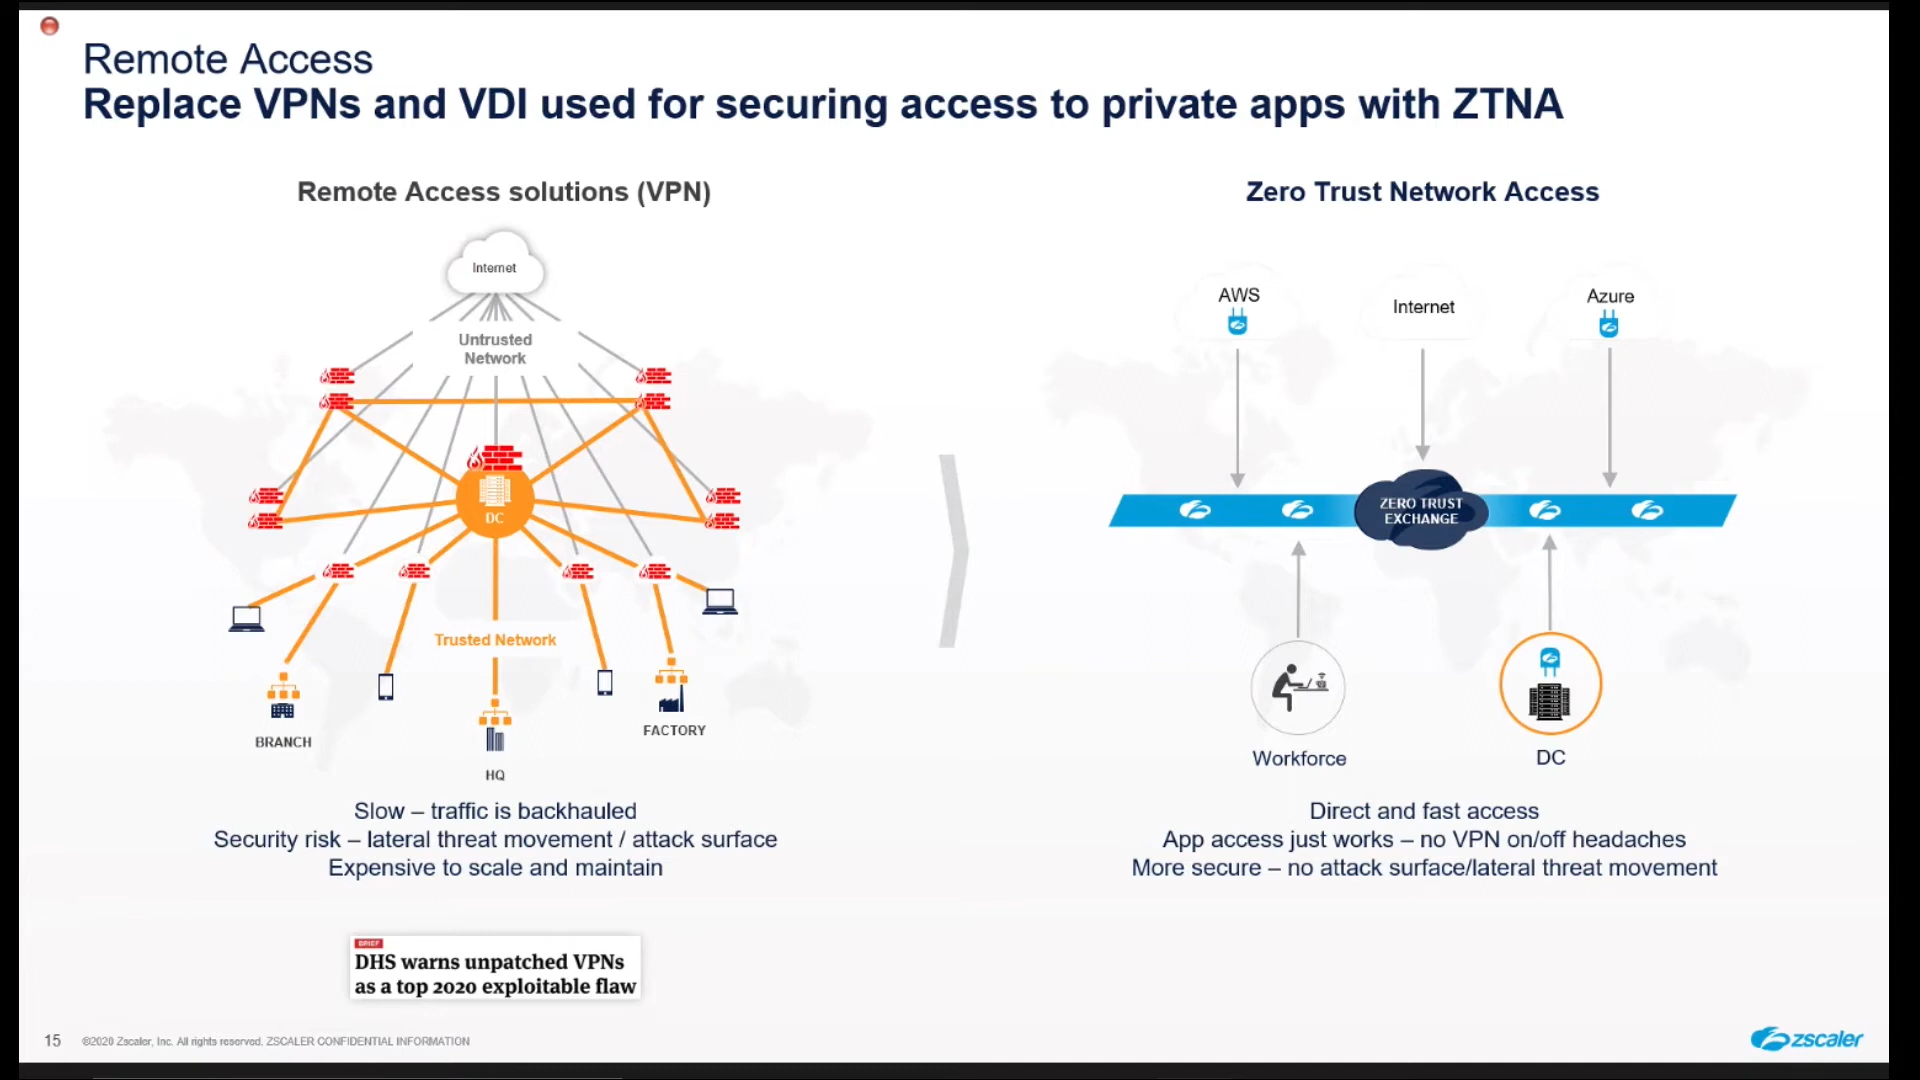 Remote Access
Replace VPNs and VDI used for securing access to private apps with ZTNA
Remote Access solutions (VPN)
Internet
Untrusted
Network
DC
Trusted Network
BRANCH
HQ
FACTORY
Slow – traffic is backhauled
Security risk – lateral threat movement / attack surface
Expensive to scale and maintain
BRIEF
DHS warns unpatched VPNs
as a top 2020 exploitable flaw
Zero Trust Network Access
AWS
Internet
Azure
ZERO TRUST
EXCHANGE
Workforce
DC
Direct and fast access
App access just works – no VPN on/off headaches
More secure – no attack surface/lateral threat movement
15
©2020 Zscaler, Inc. All rights reserved. ZSCALER CONFIDENTIAL INFORMATION
zscaler